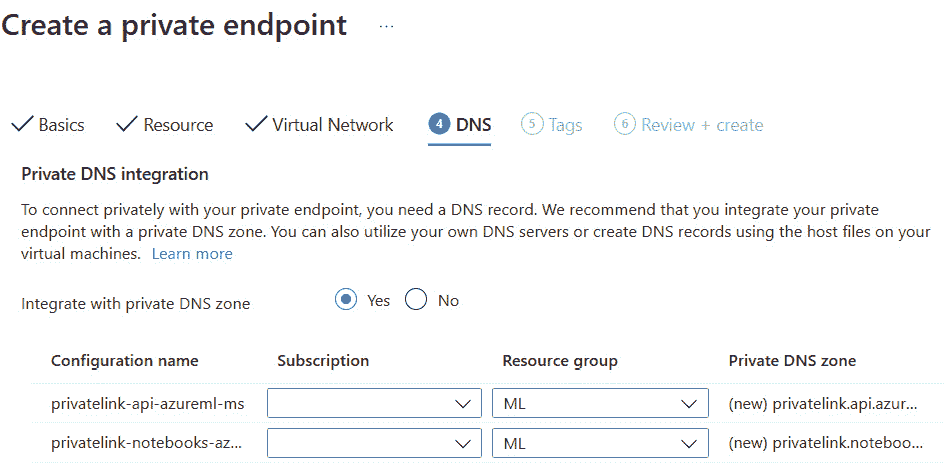 Create a private endpoint ...
Basics Resource Virtual Network 4 DNS 5 Tags 6 Review + create
Private DNS integration
To connect privately with your private endpoint, you need a DNS record. We recommend that you integrate your private
endpoint with a private DNS zone. You can also utilize your own DNS servers or create DNS records using the host files on your
virtual machines. Learn more
Integrate with private DNS zone Yes No
Configuration name Subscription Resource group Private DNS zone
privatelink-api-azureml-ms ML (new) privatelink.api.azur...
privatelink-notebooks-az... ML (new) privatelink.noteboo...